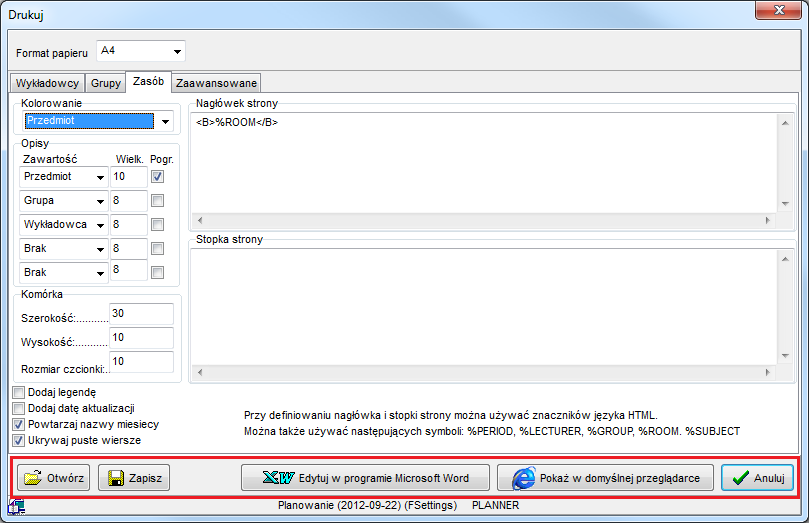 Drukuj
Format papieru A4
Wykładowcy Grupy Zasób Zaawansowane
Kolorowanie
Przedmiot
Opisy
Zawartość Wielk. Pogr.
Przedmiot 10
Grupa 8
Wykładowca 8
Brak 8
Brak 8
Komórka
Szerokość:........... 30
Wysokość:............ 10
Rozmiar czcionki:.. 10
Dodaj legendę
Dodaj datę aktualizacji
Powtarzaj nazwy miesiecy
Ukrywaj puste wiersze
Nagłówek strony
<B>%ROOM</B>
Stopka strony
Przy definiowaniu nagłówka i stopki strony można używać znaczników języka HTML.
Można także używać następujących symboli: %PERIOD, %LECTURER, %GROUP, %ROOM. %SUBJECT
Otwórz Zapisz Edytuj w programie Microsoft Word Pokaż w domyślnej przeglądarce Anuluj
Planowanie (2012-09-22) (FSettings) PLANNER